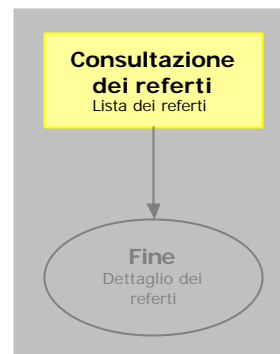 Consultazione
dei referti
Lista dei referti
Fine
Dettaglio dei
referti